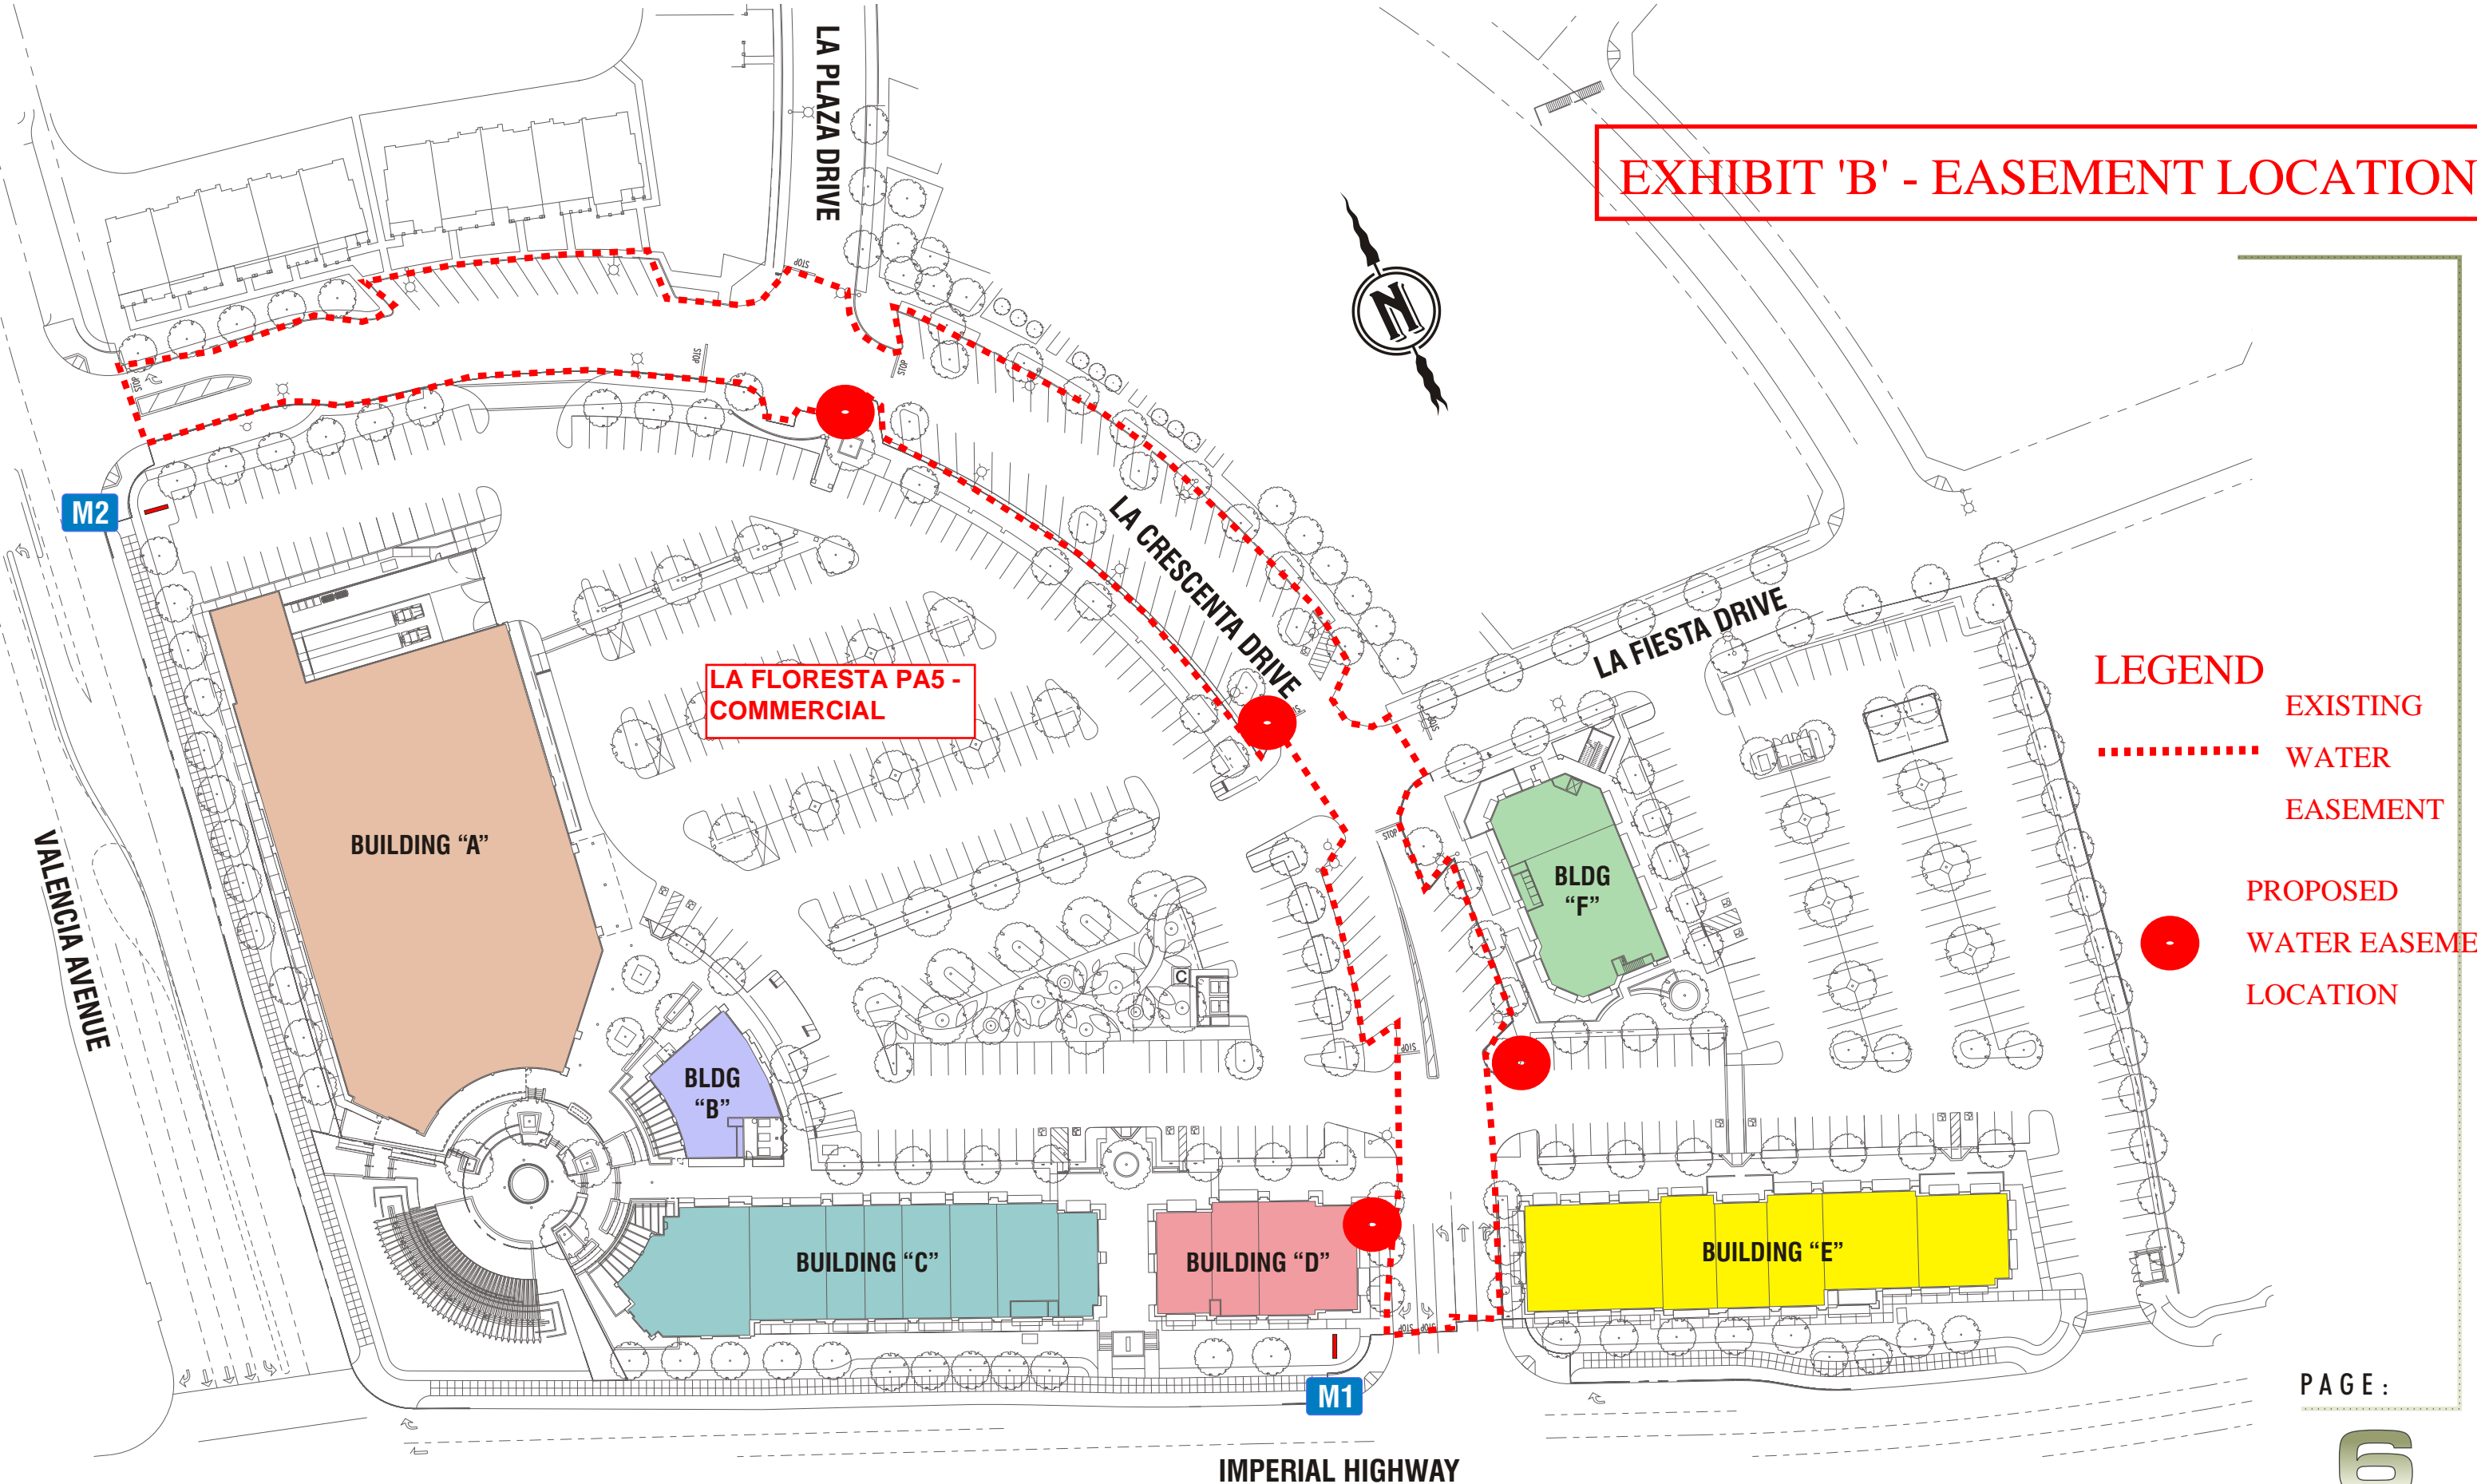 LA PLAZA DRIVE
EXHIBIT 'B' - EASEMENT LOCATION
N
STOP
STOP
STOP
STOP
M2
LA CRESCENTA DRIVE
LA FIESTA DRIVE
LA FLORESTA PA5 -
COMMERCIAL
LEGEND
EXISTING
WATER
EASEMENT
PROPOSED
WATER EASEME
LOCATION
STOP
STOP
VALENCIA AVENUE
BUILDING “A”
BLDG
“F”
C
STOP
BLDG
“B”
BUILDING “C”
BUILDING “D”
BUILDING “E”
STOP
STOP
M1
PAGE:
6
IMPERIAL HIGHWAY